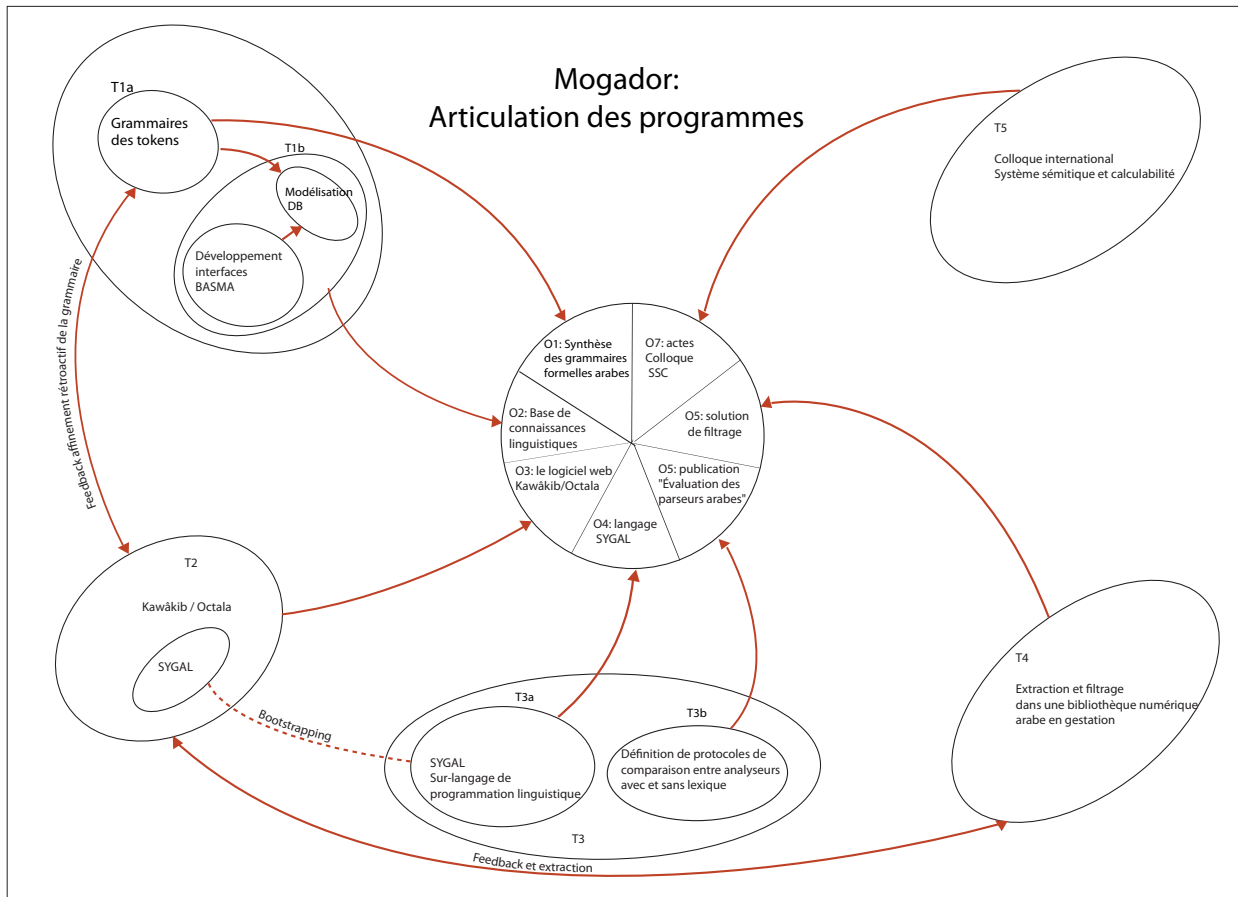 Mogador:
Articulation des programmes
T1a
Grammaires
des tokens
T1b
Modélisation
DB
Développement
interfaces
BASMA
T5
Colloque international
Système sémitique et calculabilité
Feedback affinement rétroactif de la grammaire
O1: Synthèse
des grammaires
formelles arabes
O7: actes
Colloque
SSC
O2: Base de
connaissances
linguistiques
O5: solution
de filtrage
O3: le logiciel web
Kawâkib/Octala
O5: publication
"Évaluation des
parseurs arabes"
O4: langage
SYGAL
T2
Kawâkib / Octala
SYGAL
Bootstrapping
T3a
SYGAL
Sur-langage de
programmation linguistique
T3b
Définition de protocoles de
comparaison entre analyseurs
avec et sans lexique
T3
T4
Extraction et filtrage
dans une bibliothèque numérique
arabe en gestation
Feedback et extraction